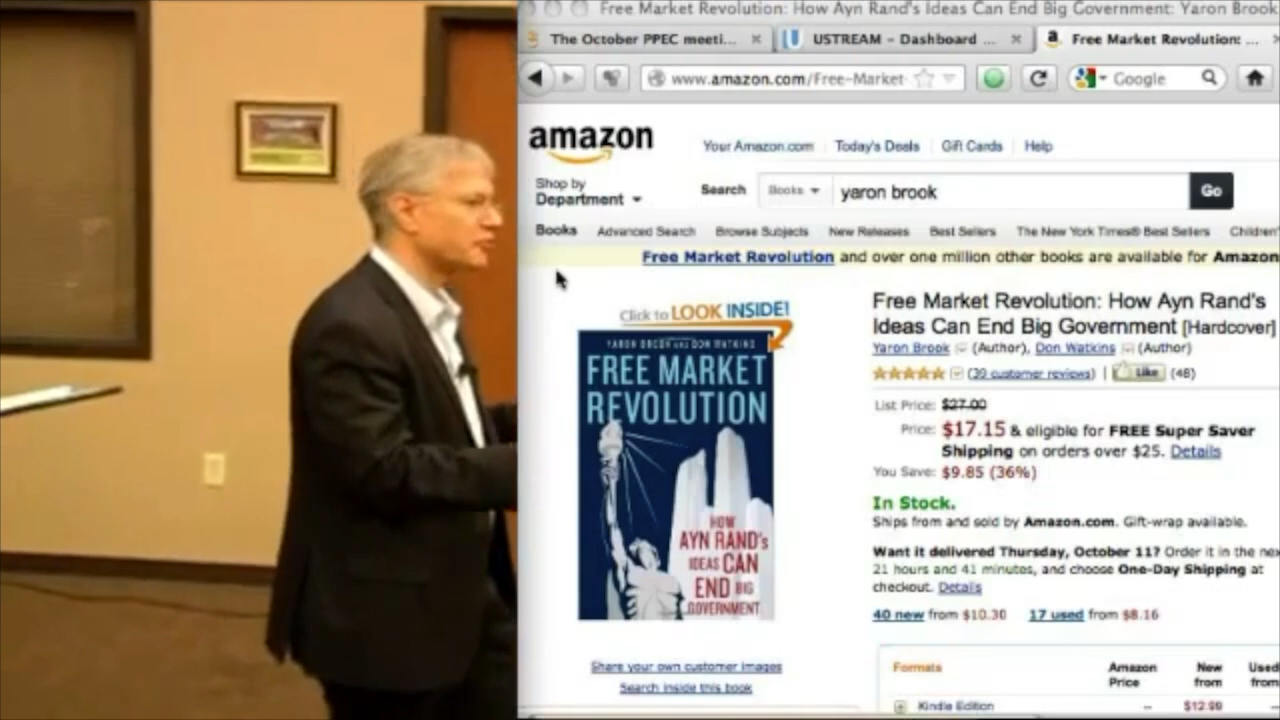 Free Market Revolution: How Ayn Rand's Ideas Can End Big Government: Yaron Brook
The October PPEC meeti...
USTREAM - Dashboard ...
Free Market Revolution: ...
www.amazon.com/Free-Market
Google
amazon
Your Amazon.com
Today's Deals
Gift Cards
Help
Shop by
Department
Search
Books
yaron brook
Go
Books
Advanced Search
Browse Subjects
New Releases
Best Sellers
The New York Times® Best Sellers
Children'
Free Market Revolution and over one million other books are available for Amazon
Click to LOOK INSIDE!
YARON BROOK AND DON WATKINS
FREE MARKET
REVOLUTION
HOW
AYN RAND's
IDEAS CAN
END BIG
GOVERNMENT
Share your own customer images
Search inside this book
Free Market Revolution: How Ayn Rand's
Ideas Can End Big Government [Hardcover]
Yaron Brook (Author), Don Watkins (Author)
(39 customer reviews) | Like (48)
List Price: $27.00
Price: $17.15 & eligible for FREE Super Saver
Shipping on orders over $25. Details
You Save: $9.85 (36%)
In Stock.
Ships from and sold by Amazon.com. Gift-wrap available.
Want it delivered Thursday, October 11? Order it in the nex
21 hours and 41 minutes, and choose One-Day Shipping at
checkout. Details
40 new from $10.30 17 used from $8.16
Formats
Amazon
Price
New
from
Used
from
Kindle Edition
--
$12.99